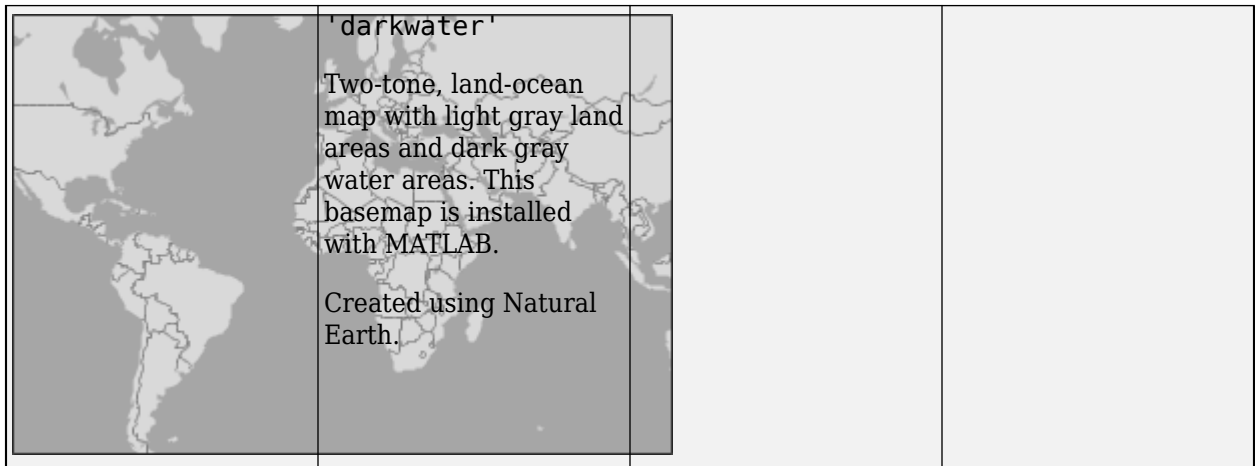 'darkwater'
Two-tone, land-ocean
map with light gray land
areas and dark gray
water areas. This
basemap is installed
with MATLAB.
Created using Natural
Earth.